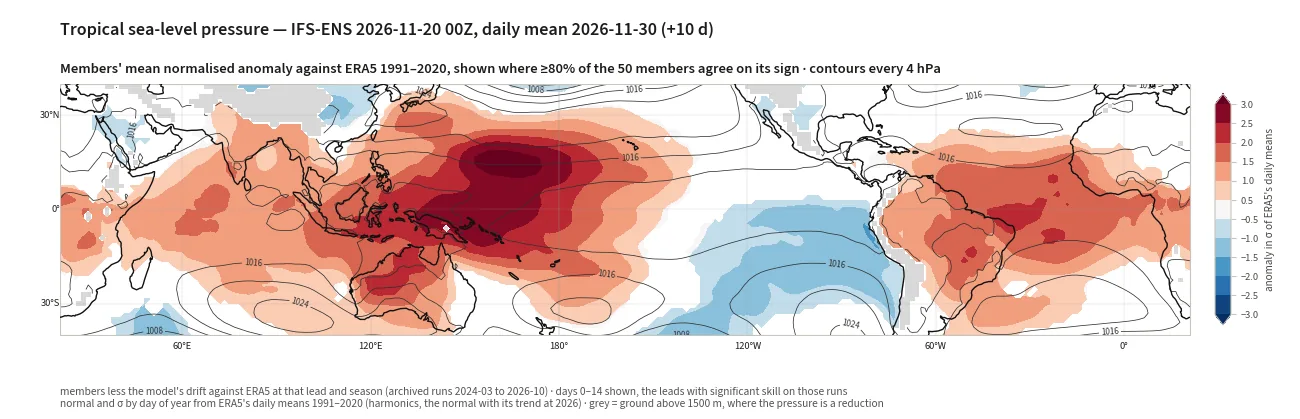 Tropical sea-level pressure — IFS-ENS 2026-11-20 00Z, daily mean 2026-11-30 (+10 d)
Members' mean normalised anomaly against ERA5 1991–2020, shown where ≥80% of the 50 members agree on its sign · contours every 4 hPa
1024
1008
1016
1016
1016
1016
1016
1016
1016
1016
1016
1024
1024
1008
1008
1016
30°N
0°
30°S
60°E
120°E
180°
120°W
60°W
0°
3.0
2.5
2.0
1.5
1.0
0.5
−0.5
−1.0
−1.5
−2.0
−2.5
−3.0
anomaly in σ of ERA5's daily means
members less the model's drift against ERA5 at that lead and season (archived runs 2024-03 to 2026-10) · days 0–14 shown, the leads with significant skill on those runs
normal and σ by day of year from ERA5's daily means 1991–2020 (harmonics, the normal with its trend at 2026) · grey = ground above 1500 m, where the pressure is a reduction